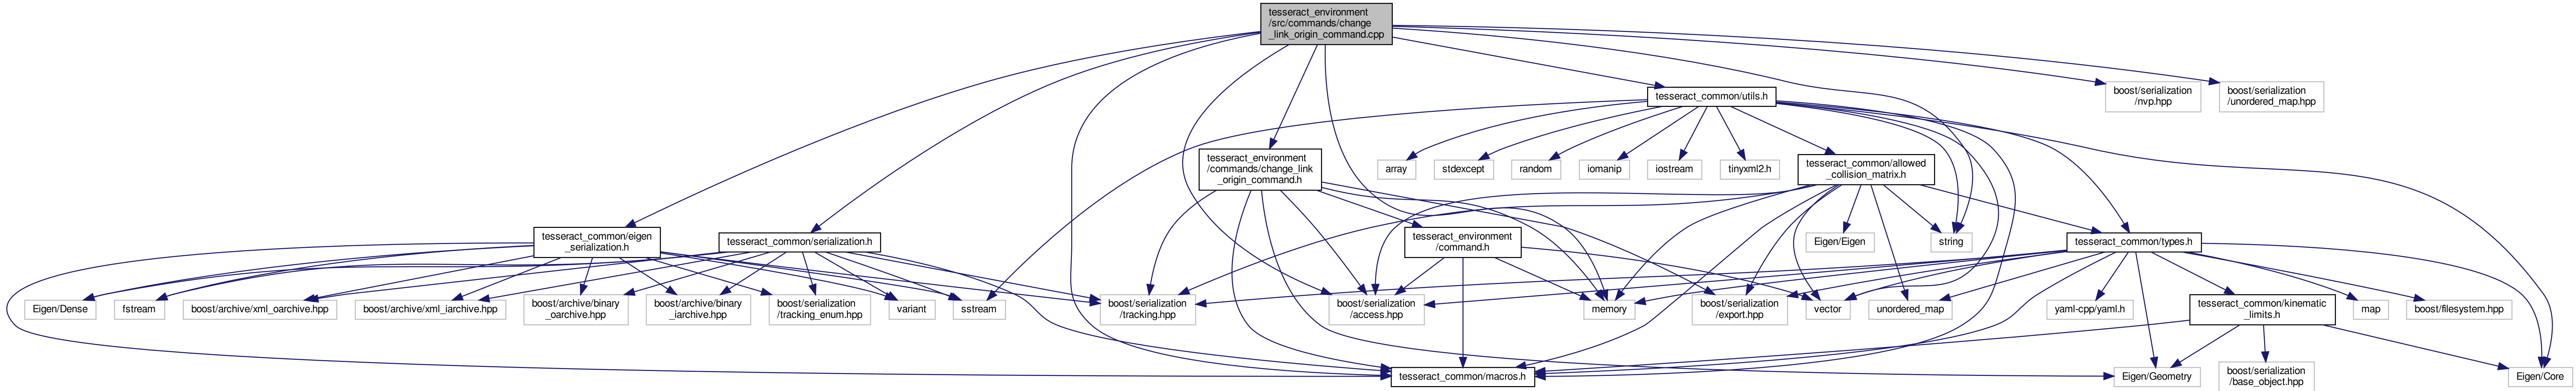 tesseract_environment
/src/commands/change
_link_origin_command.cpp
boost/serialization
/nvp.hpp
boost/serialization
/unordered_map.hpp
tesseract_common/utils.h
tesseract_environment
/commands/change_link
_origin_command.h
array
stdexcept
random
iomanip
iostream
tinyxml2.h
tesseract_common/allowed
_collision_matrix.h
tesseract_common/eigen
_serialization.h
tesseract_common/serialization.h
tesseract_environment
/command.h
Eigen/Eigen
string
tesseract_common/types.h
Eigen/Dense
fstream
boost/archive/xml_oarchive.hpp
boost/archive/xml_iarchive.hpp
boost/archive/binary
_oarchive.hpp
boost/archive/binary
_iarchive.hpp
boost/serialization
/tracking_enum.hpp
variant
sstream
boost/serialization
/tracking.hpp
boost/serialization
/access.hpp
memory
boost/serialization
/export.hpp
vector
unordered_map
yaml-cpp/yaml.h
tesseract_common/kinematic
_limits.h
map
boost/filesystem.hpp
tesseract_common/macros.h
Eigen/Geometry
boost/serialization
/base_object.hpp
Eigen/Core